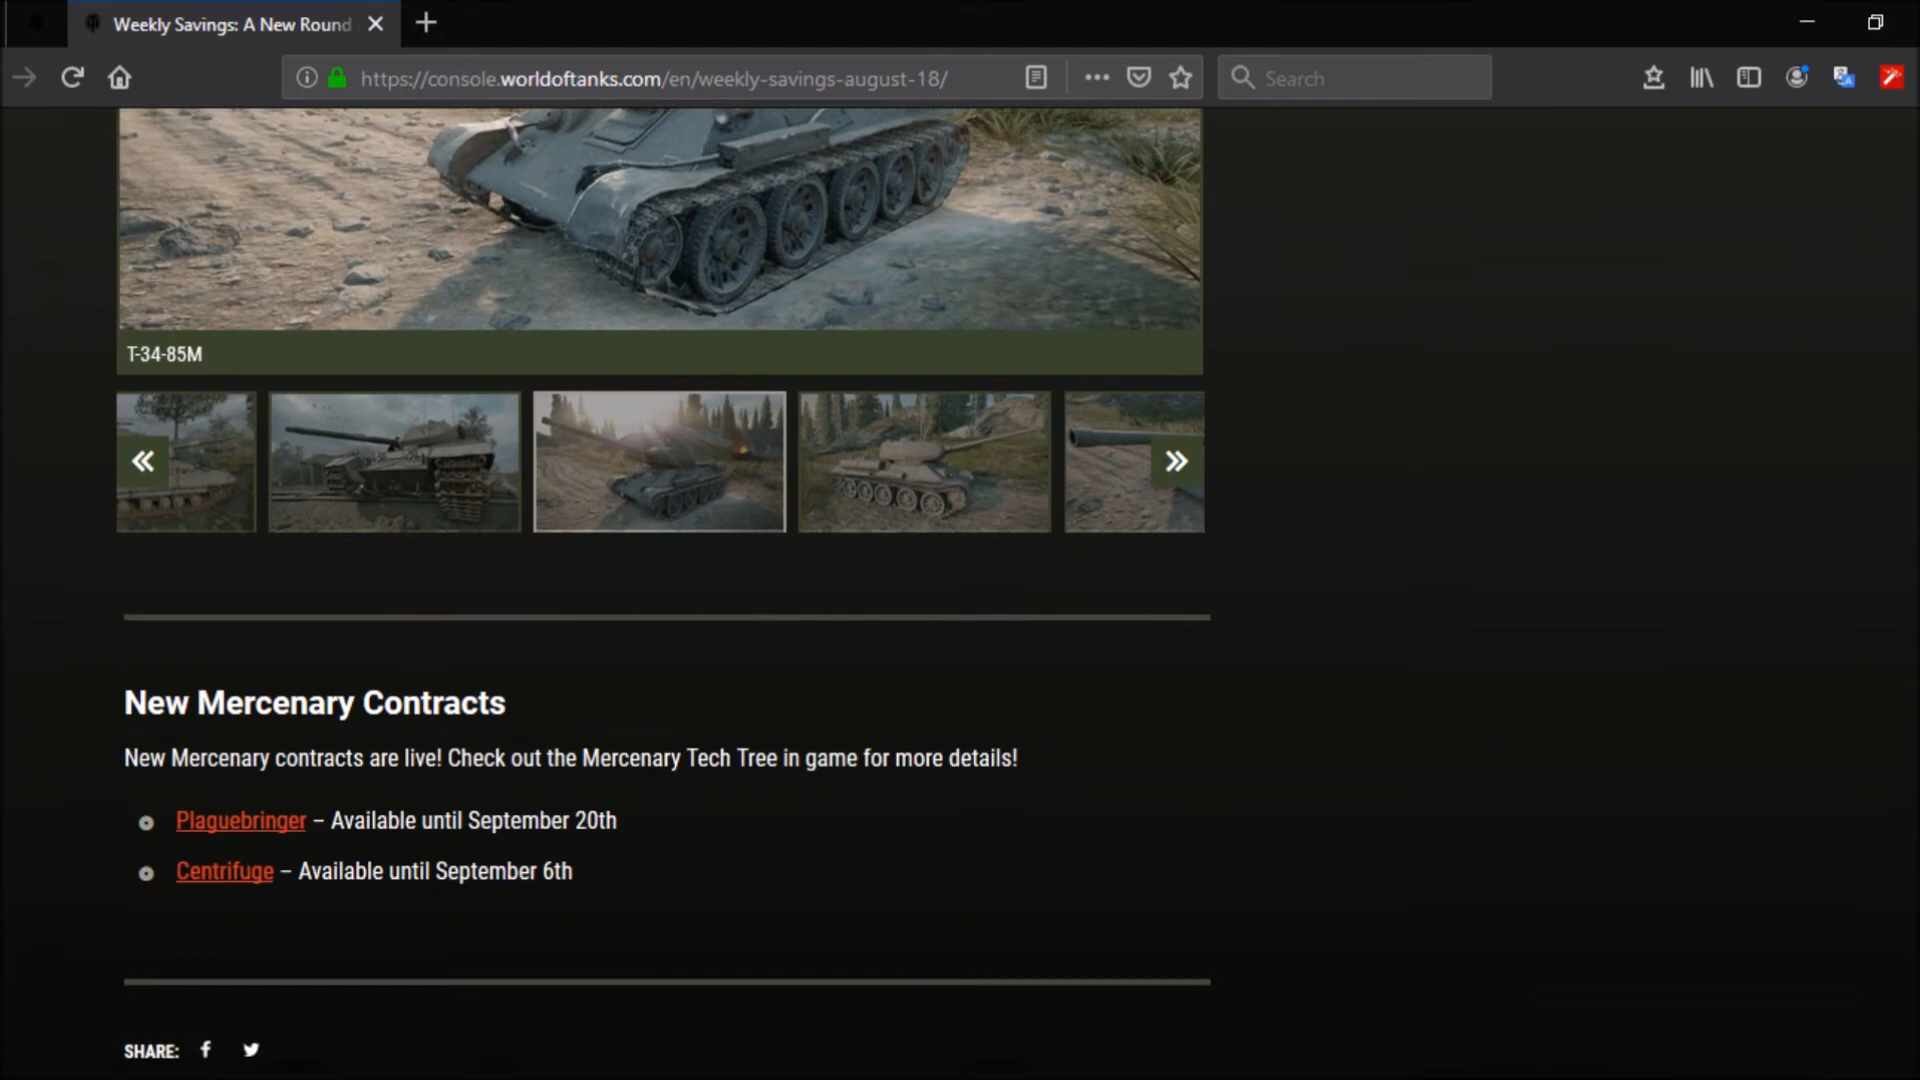 Weekly Savings: A New Round
https://console.worldoftanks.com/en/weekly-savings-august-18/
Search
T-34-85M
New Mercenary Contracts
New Mercenary contracts are live! Check out the Mercenary Tech Tree in game for more details!
Plaguebringer – Available until September 20th
Centrifuge – Available until September 6th
SHARE: